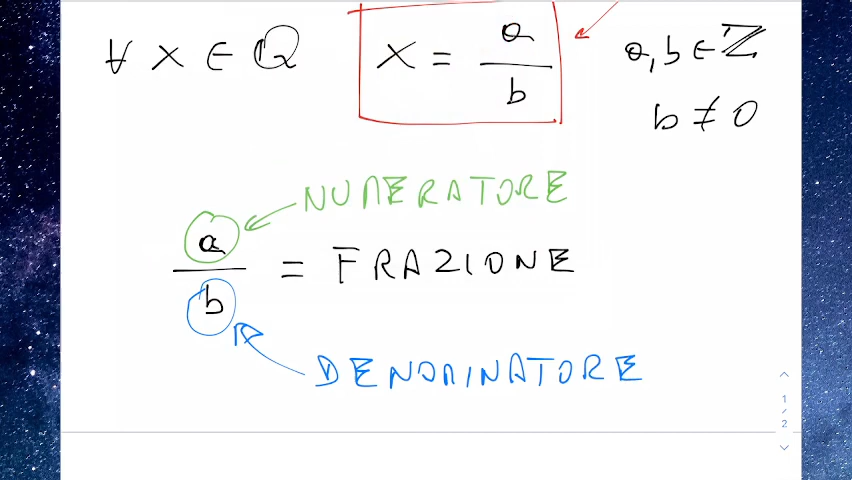 ∀ x ∈ ℚ x = a/b a, b ∈ ℤ
b ≠ 0
NUMERATORE
a/b = FRAZIONE
DENOMINATORE
1
/
2